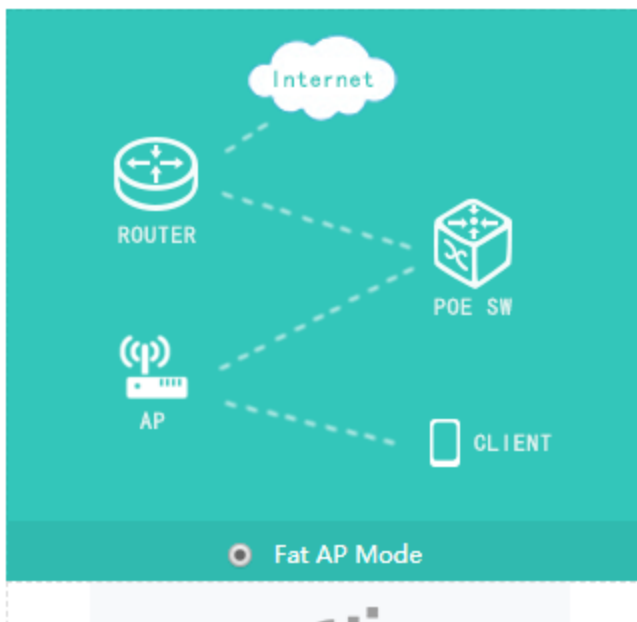 Internet
ROUTER
POE SW
AP
CLIENT
Fat AP Mode